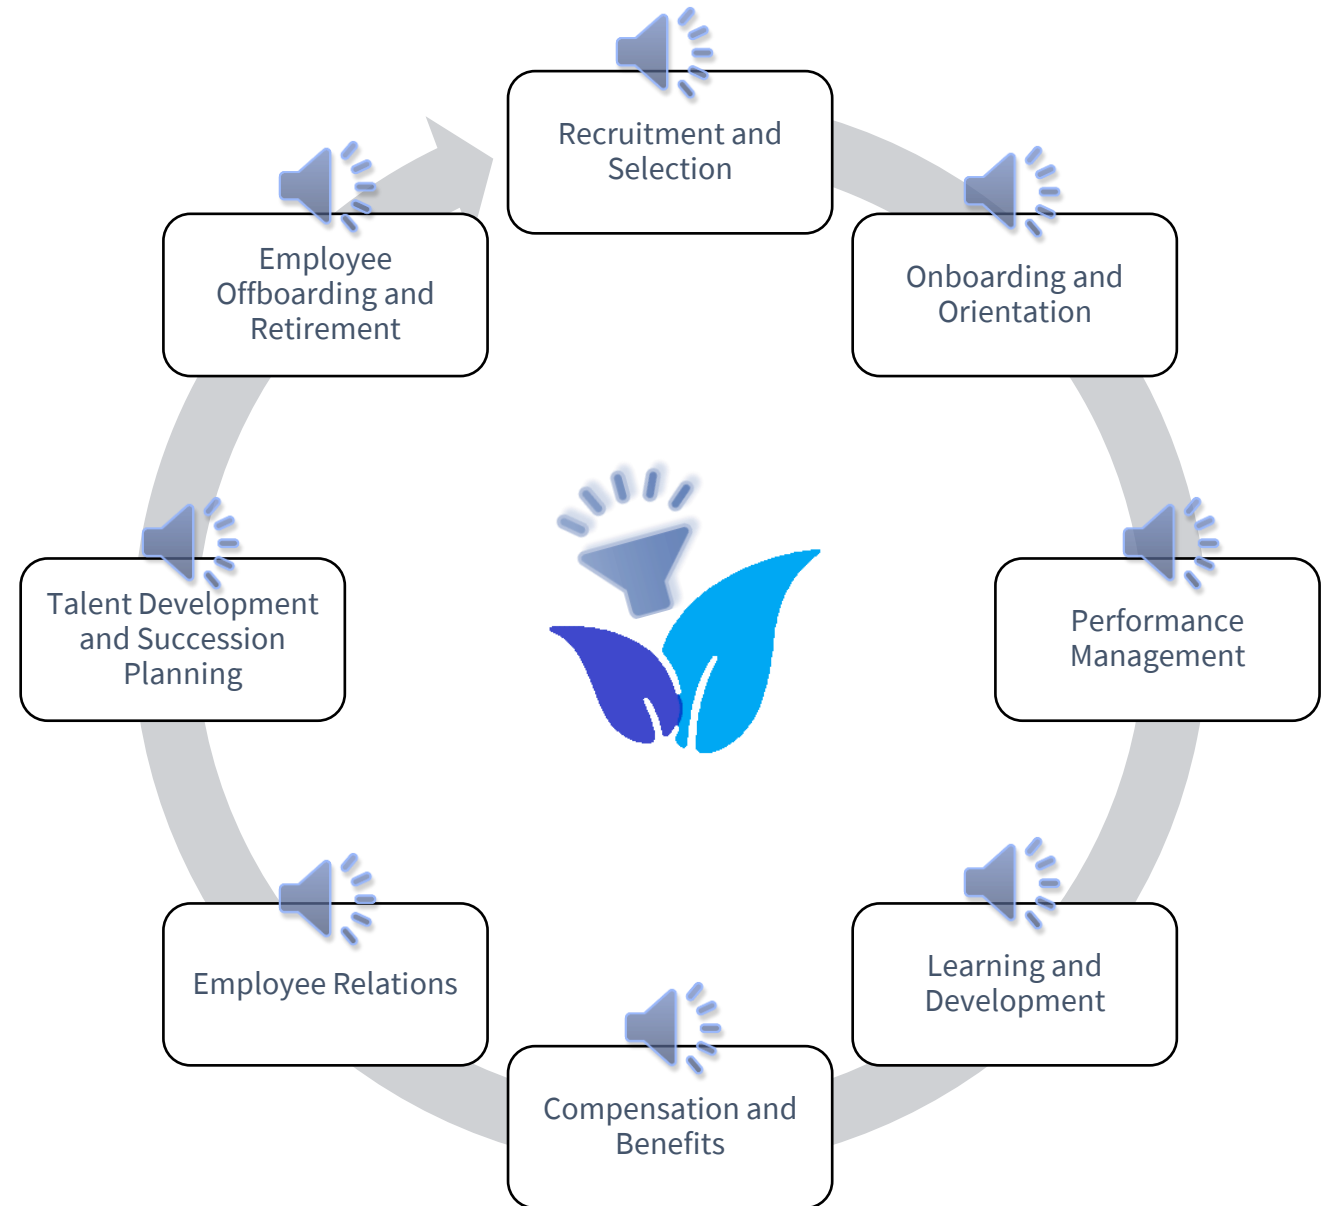 Recruitment and
Selection
Onboarding and
Orientation
Performance
Management
Learning and
Development
Compensation and
Benefits
Employee Relations
Talent Development
and Succession
Planning
Employee
Offboarding and
Retirement